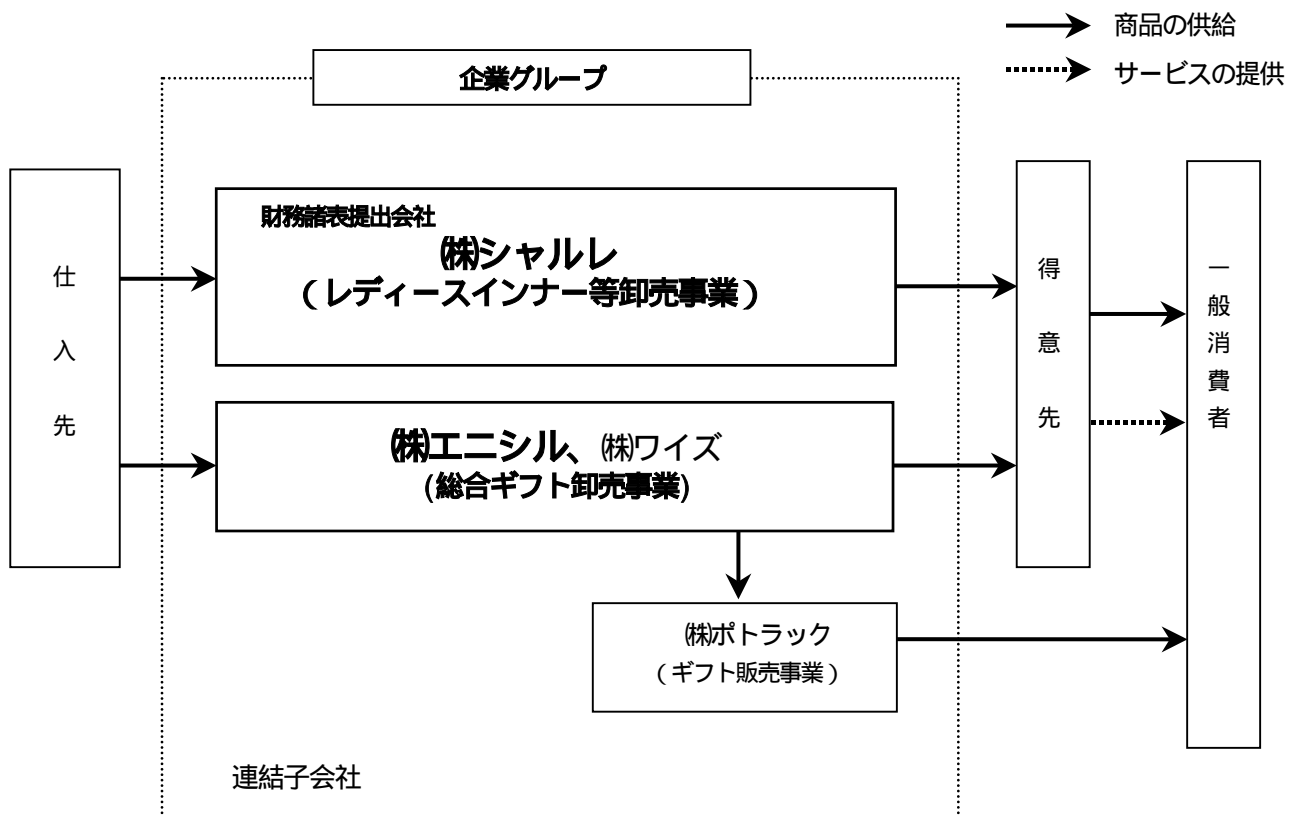 商品の供給
サービスの提供
企業グループ
仕入先
財務諸表提出会社
㈱シャルレ
（レディースインナー等卸売事業）
㈱エニシル、㈱ワイズ
(総合ギフト卸売事業)
㈱ポトラック
（ギフト販売事業）
得意先
一般消費者
連結子会社